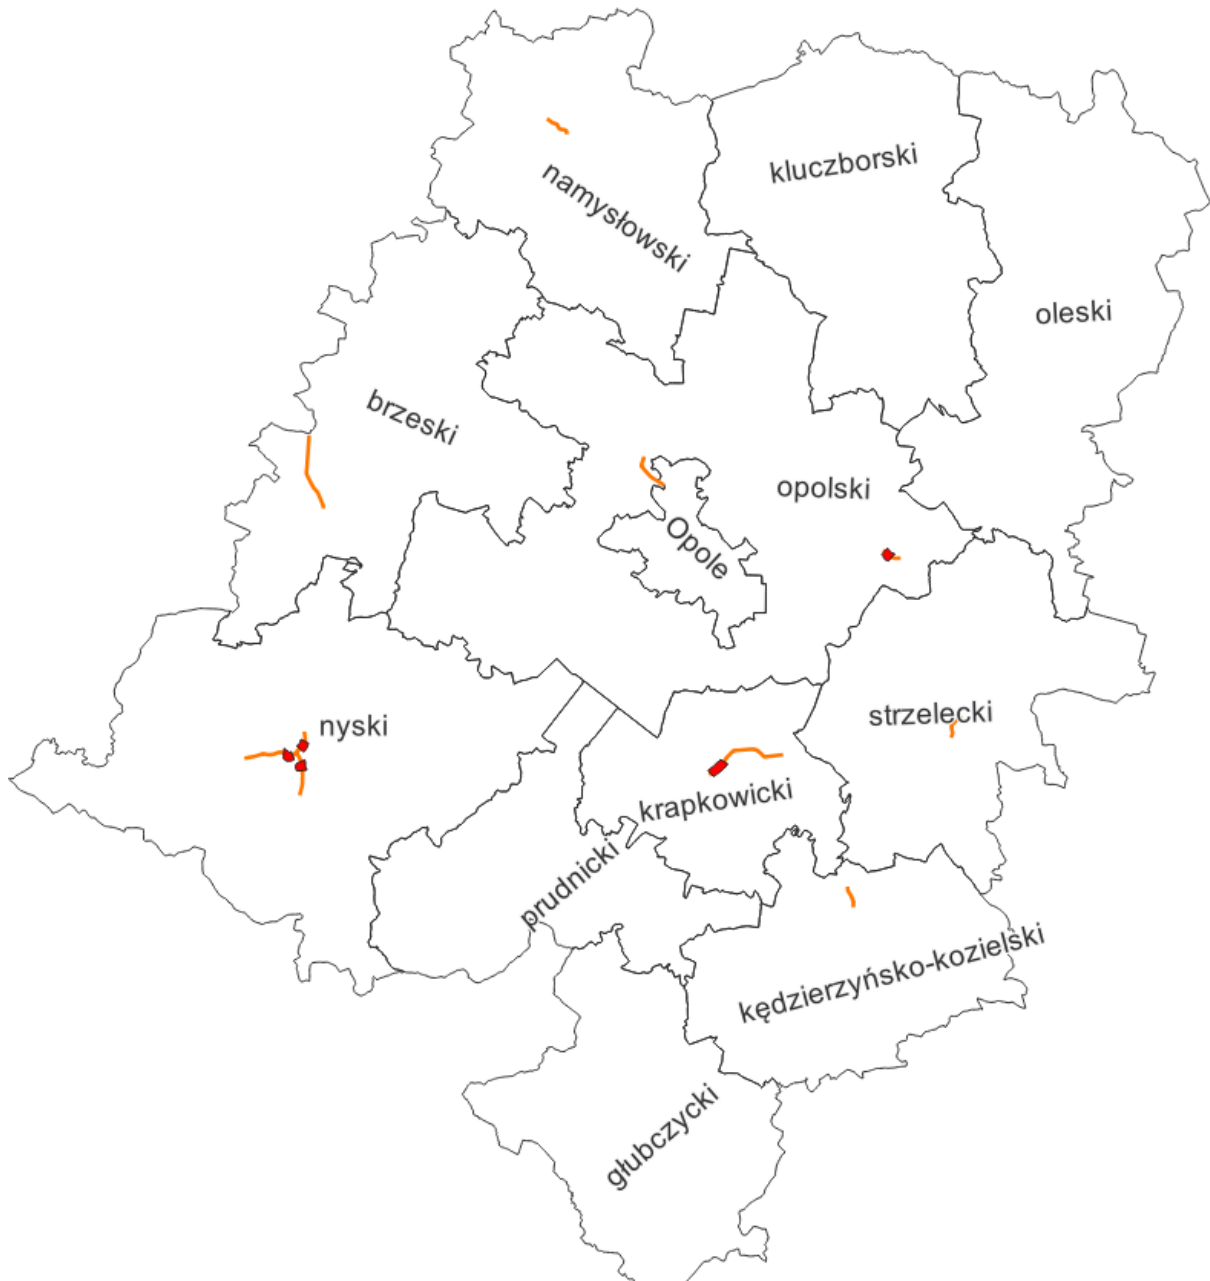 kluczborski
namysłowski
oleski
brzeski
opolski
Opole
strzelecki
nyski
krapkowicki
prudnicki
kędzierzyńsko-kozielski
głubczycki